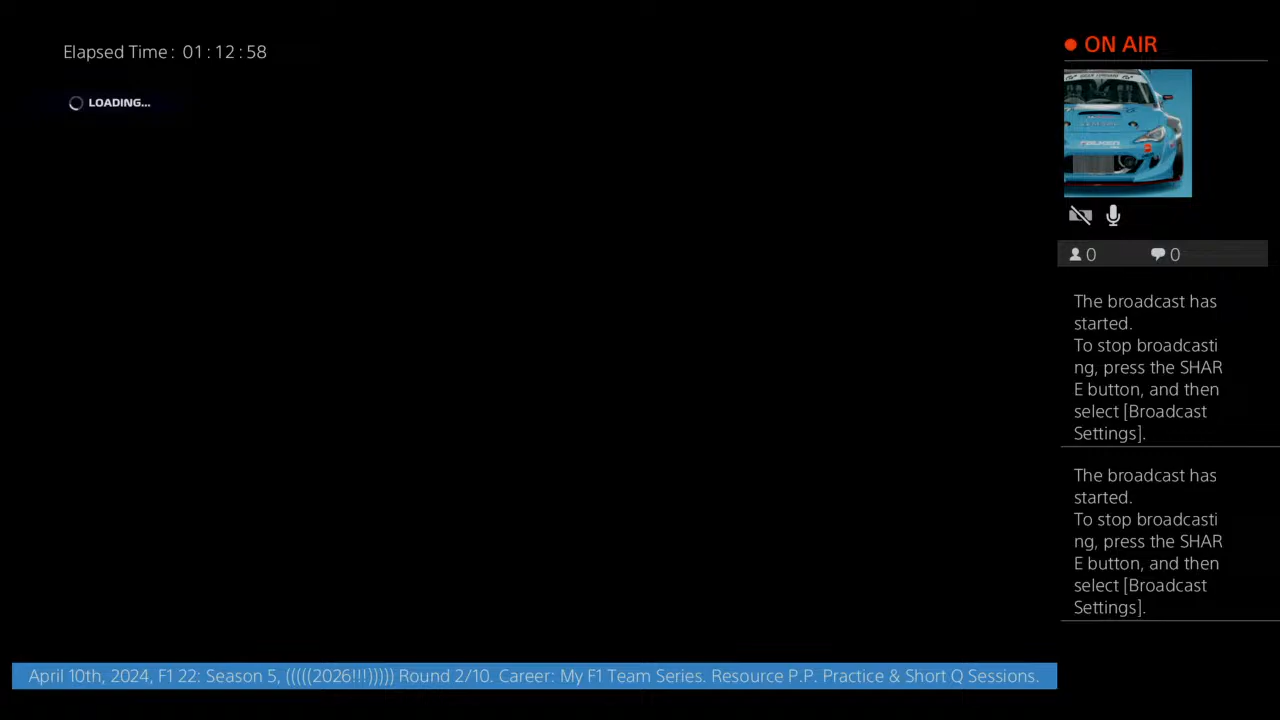 Elapsed Time: 01:12:58
LOADING...
ON AIR
FALKEN
0 0
The broadcast has
started.
To stop broadcasti
ng, press the SHAR
E button, and then
select [Broadcast
Settings].
The broadcast has
started.
To stop broadcasti
ng, press the SHAR
E button, and then
select [Broadcast
Settings].
April 10th, 2024, F1 22: Season 5, (((((2026!!!))))) Round 2/10. Career: My F1 Team Series. Resource P.P. Practice & Short Q Sessions.